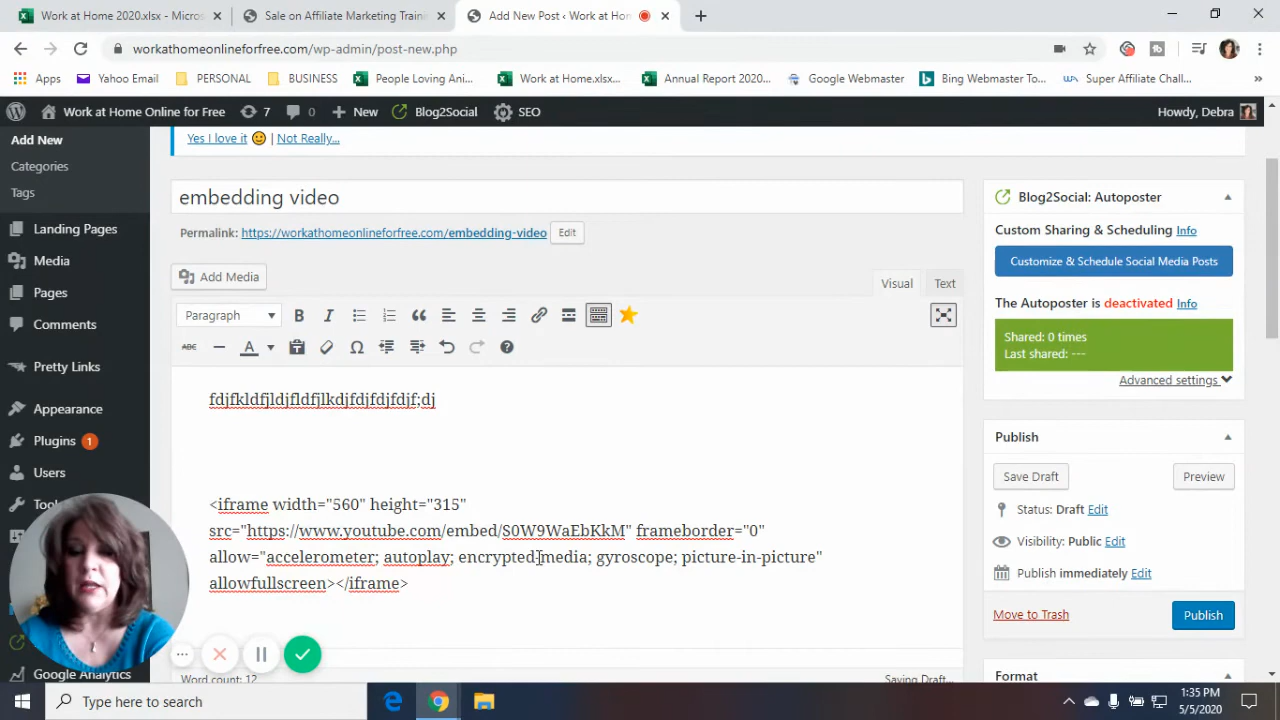 Work at Home 2020.xlsx - Micros
Sale on Affiliate Marketing Traini
Add New Post ‹ Work at Hom
workathomeonlineforfree.com/wp-admin/post-new.php
Apps
Yahoo Email
PERSONAL
BUSINESS
People Loving Ani...
Work at Home.xlsx...
Annual Report 2020...
Google Webmaster
Bing Webmaster To...
Super Affiliate Chall...
»
Work at Home Online for Free
7
0
New
Blog2Social
SEO
Howdy, Debra
Add New
Categories
Tags
Landing Pages
Media
Pages
Comments
Pretty Links
Appearance
Plugins 1
Users
Google Analytics
Yes I love it 😊 | Not Really...
embedding video
Permalink: https://workathomeonlineforfree.com/embedding-video
Edit
Add Media
Visual
Text
Paragraph
B
I
ABC
A
Ω
fdjfkldfjldjfldfjlkdjfdjfdjfdjf;dj
<iframe width="560" height="315"
src="https://www.youtube.com/embed/S0W9WaEbKkM" frameborder="0"
allow="accelerometer; autoplay; encrypted-media; gyroscope; picture-in-picture"
allowfullscreen></iframe>
Word count: 12
Saving Draft...
Blog2Social: Autoposter
Custom Sharing & Scheduling Info
Customize & Schedule Social Media Posts
The Autoposter is deactivated Info
Shared: 0 times
Last shared: ---
Advanced settings
Publish
Save Draft
Preview
Status: Draft Edit
Visibility: Public Edit
Publish immediately Edit
Move to Trash
Publish
Format
Type here to search
1:35 PM
5/5/2020